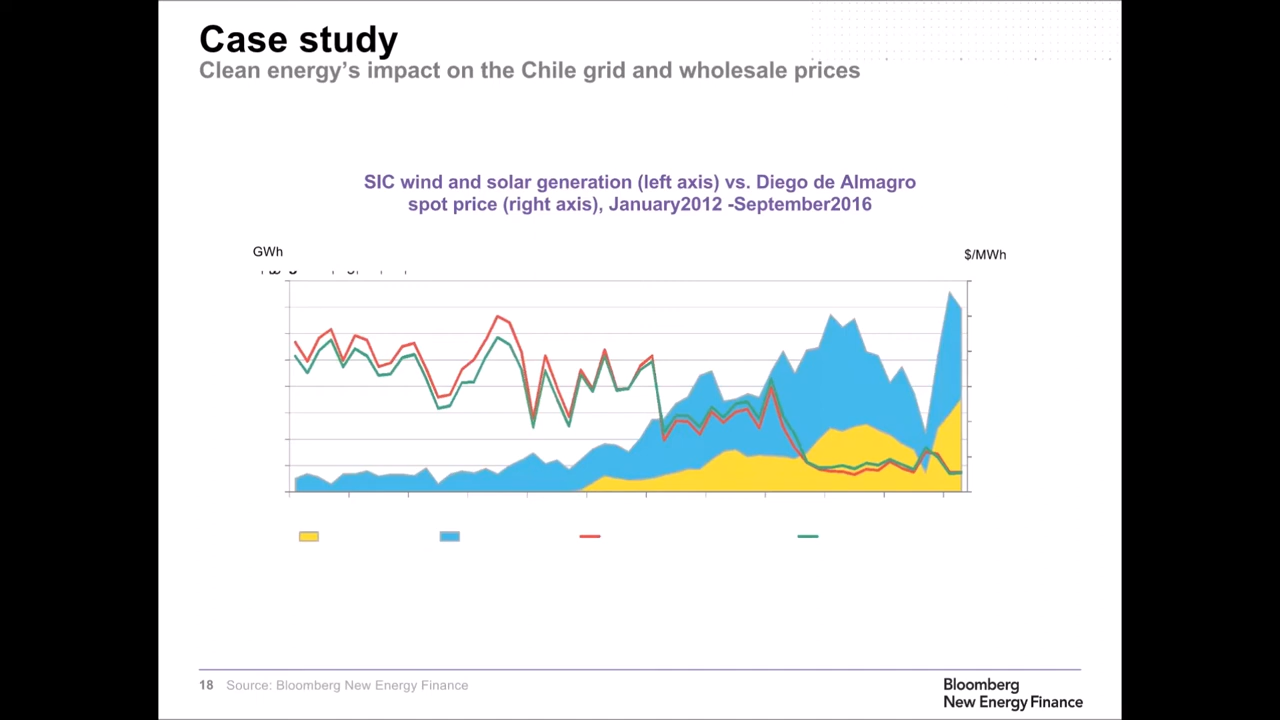 Case study
Clean energy's impact on the Chile grid and wholesale prices
SIC wind and solar generation (left axis) vs. Diego de Almagro
spot price (right axis), January2012 -September2016
GWh
$/MWh
18 Source: Bloomberg New Energy Finance
Bloomberg
New Energy Finance